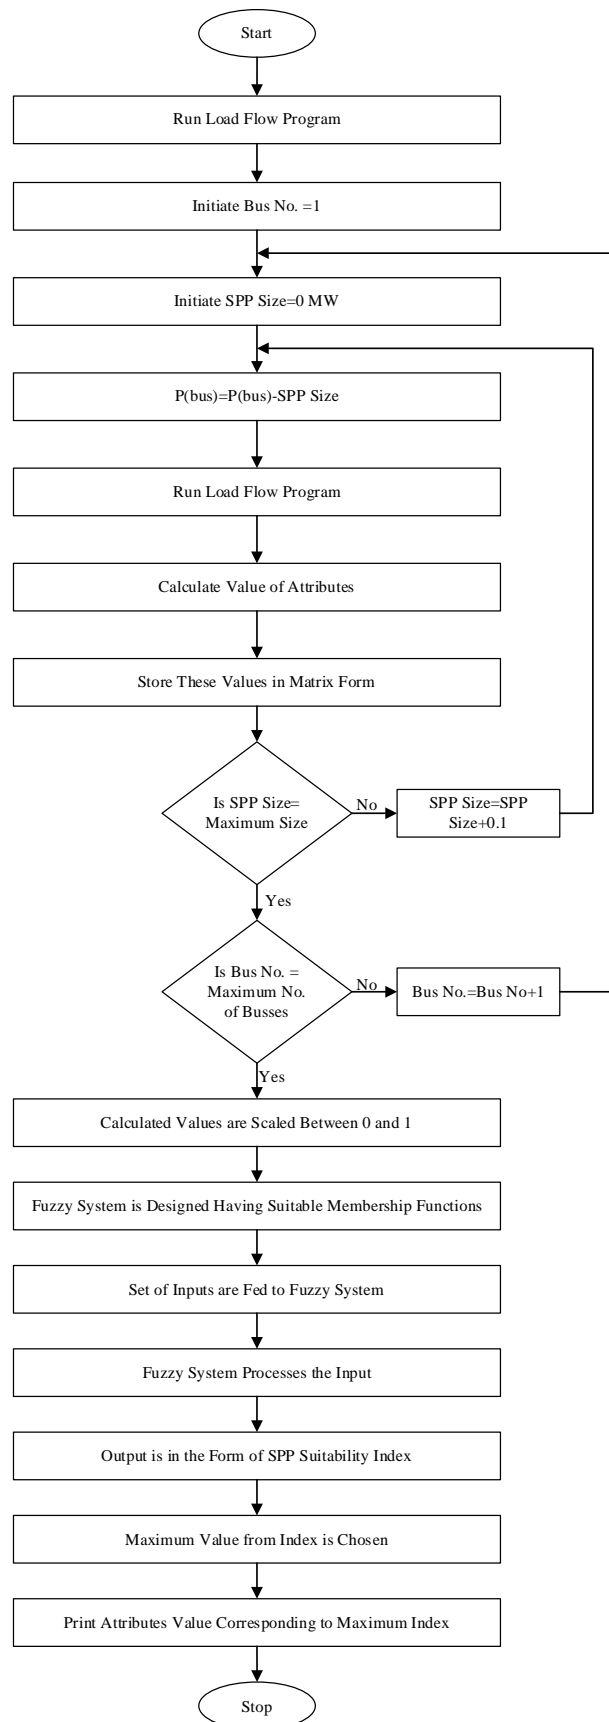 Start
Run Load Flow Program
Initiate Bus No. =1
Initiate SPP Size=0 MW
P(bus)=P(bus)-SPP Size
Run Load Flow Program
Calculate Value of Attributes
Store These Values in Matrix Form
Is SPP Size=
Maximum Size
No
SPP Size=SPP
Size+0.1
Yes
Is Bus No. =
Maximum No.
of Busses
No
Bus No.=Bus No+1
Yes
Calculated Values are Scaled Between 0 and 1
Fuzzy System is Designed Having Suitable Membership Functions
Set of Inputs are Fed to Fuzzy System
Fuzzy System Processes the Input
Output is in the Form of SPP Suitability Index
Maximum Value from Index is Chosen
Print Attributes Value Corresponding to Maximum Index
Stop